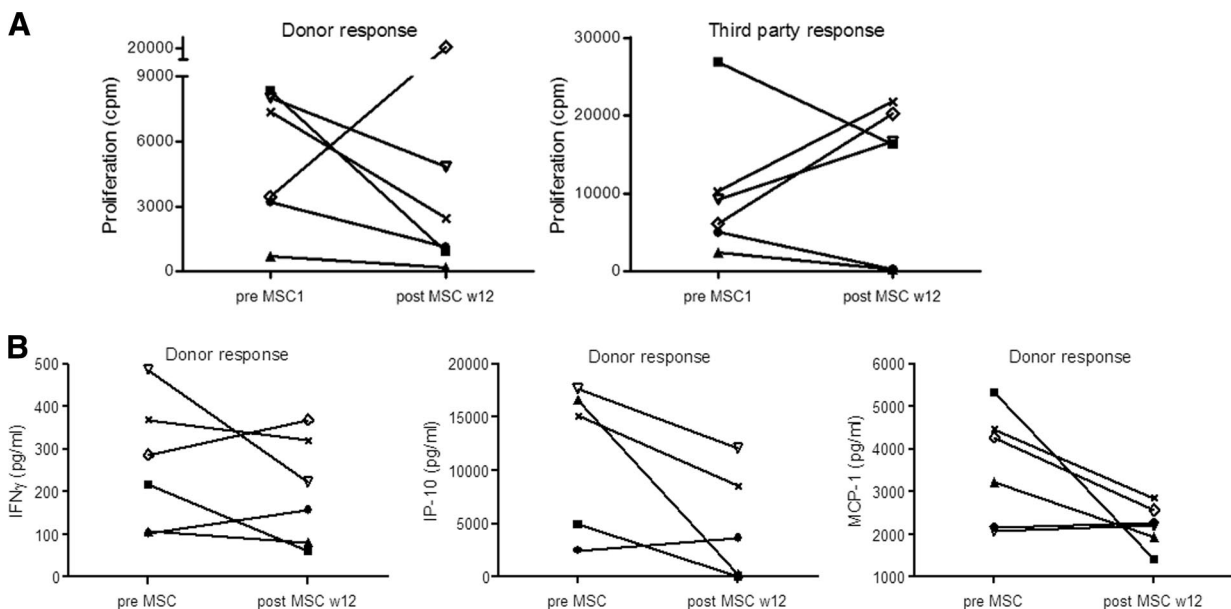 A
Donor response
Proliferation (cpm)
20000
9000
6000
3000
0
pre MSC1
post MSC w12
Third party response
Proliferation (cpm)
30000
20000
10000
0
pre MSC1
post MSC w12
B
Donor response
IFNγ (pg/ml)
500
400
300
200
100
0
pre MSC
post MSC w12
Donor response
IP-10 (pg/ml)
20000
15000
10000
5000
0
pre MSC
post MSC w12
Donor response
MCP-1 (pg/ml)
6000
5000
4000
3000
2000
1000
pre MSC
post MSC w12